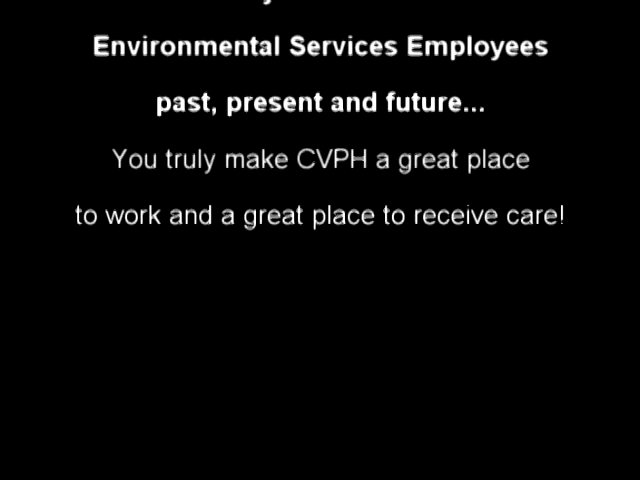 Environmental Services Employees
past, present and future...
You truly make CVPH a great place
to work and a great place to receive care!